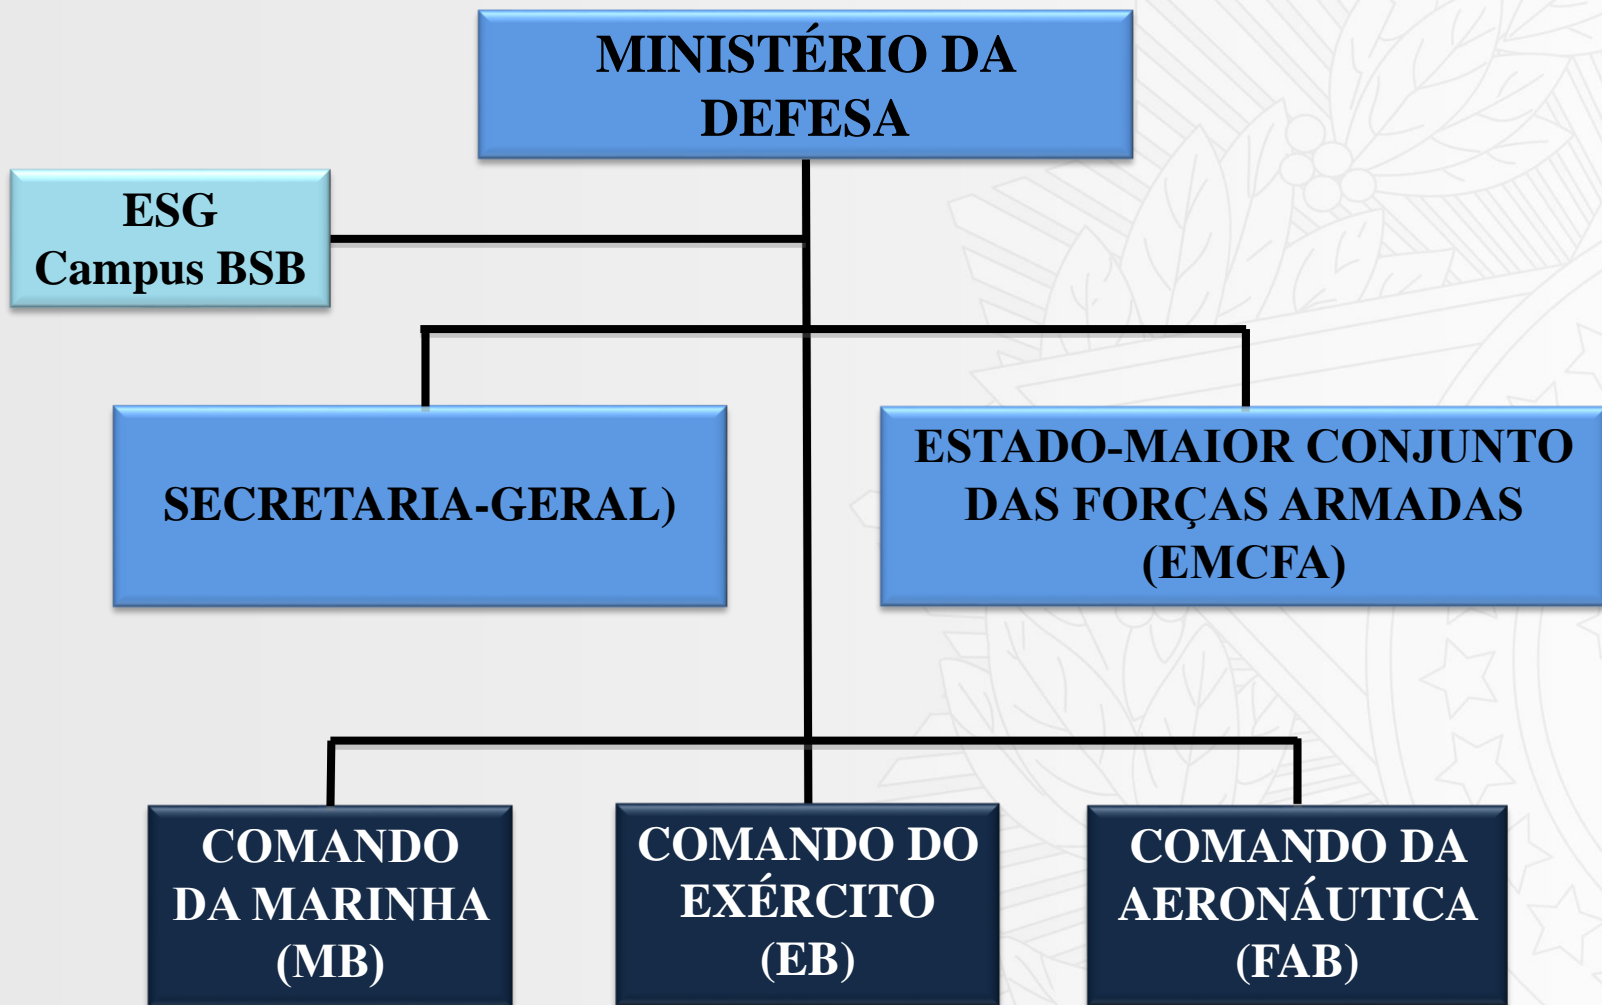 MINISTÉRIO DA
DEFESA
ESG
Campus BSB
SECRETARIA-GERAL)
ESTADO-MAIOR CONJUNTO
DAS FORÇAS ARMADAS
(EMCFA)
COMANDO
DA MARINHA
(MB)
COMANDO DO
EXÉRCITO
(EB)
COMANDO DA
AERONÁUTICA
(FAB)